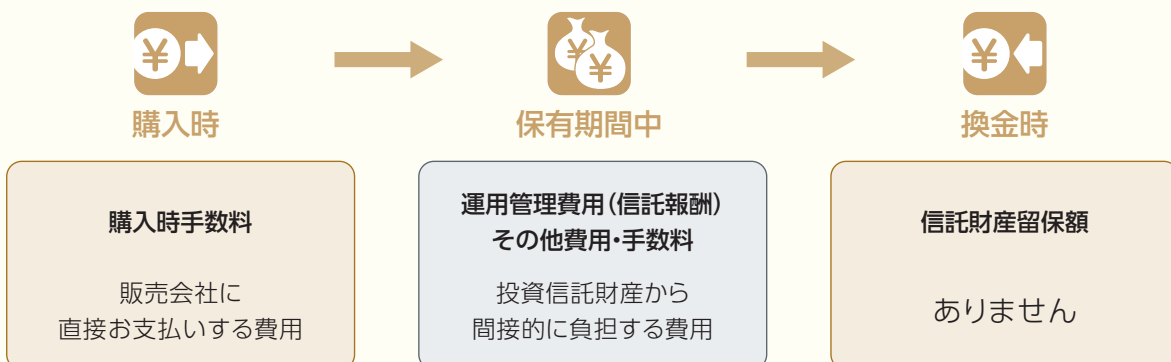 ¥
¥
¥
¥
購入時
保有期間中
換金時
購入時手数料
販売会社に
直接お支払いする費用
運用管理費用(信託報酬)
その他費用・手数料
投資信託財産から
間接的に負担する費用
信託財産留保額
ありません